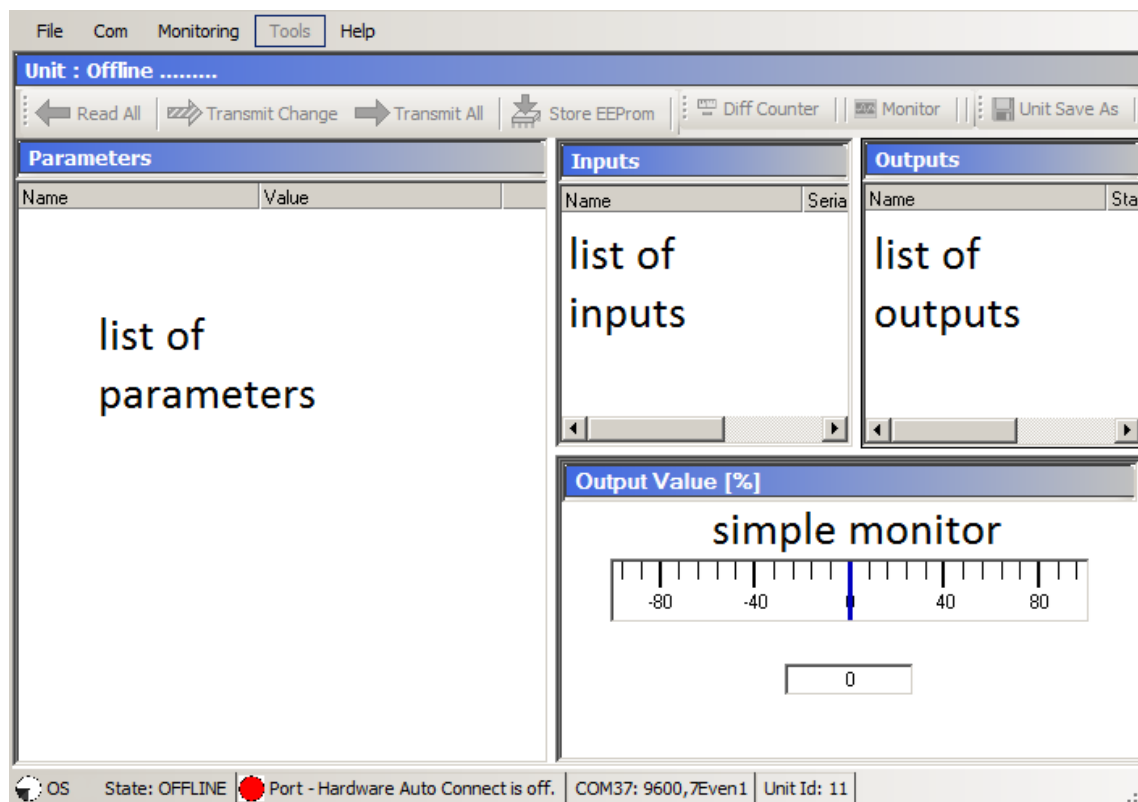 File Com Monitoring Tools Help
Unit : Offline .........
Read All Transmit Change Transmit All Store EEProm Diff Counter Monitor Unit Save As
Parameters
Name Value
list of
parameters
Inputs
Name Seria
list of
inputs
Outputs
Name Sta
list of
outputs
Output Value [%]
simple monitor
-80 -40 0 40 80
0
OS State: OFFLINE Port - Hardware Auto Connect is off. COM37: 9600,7Even1 Unit Id: 11